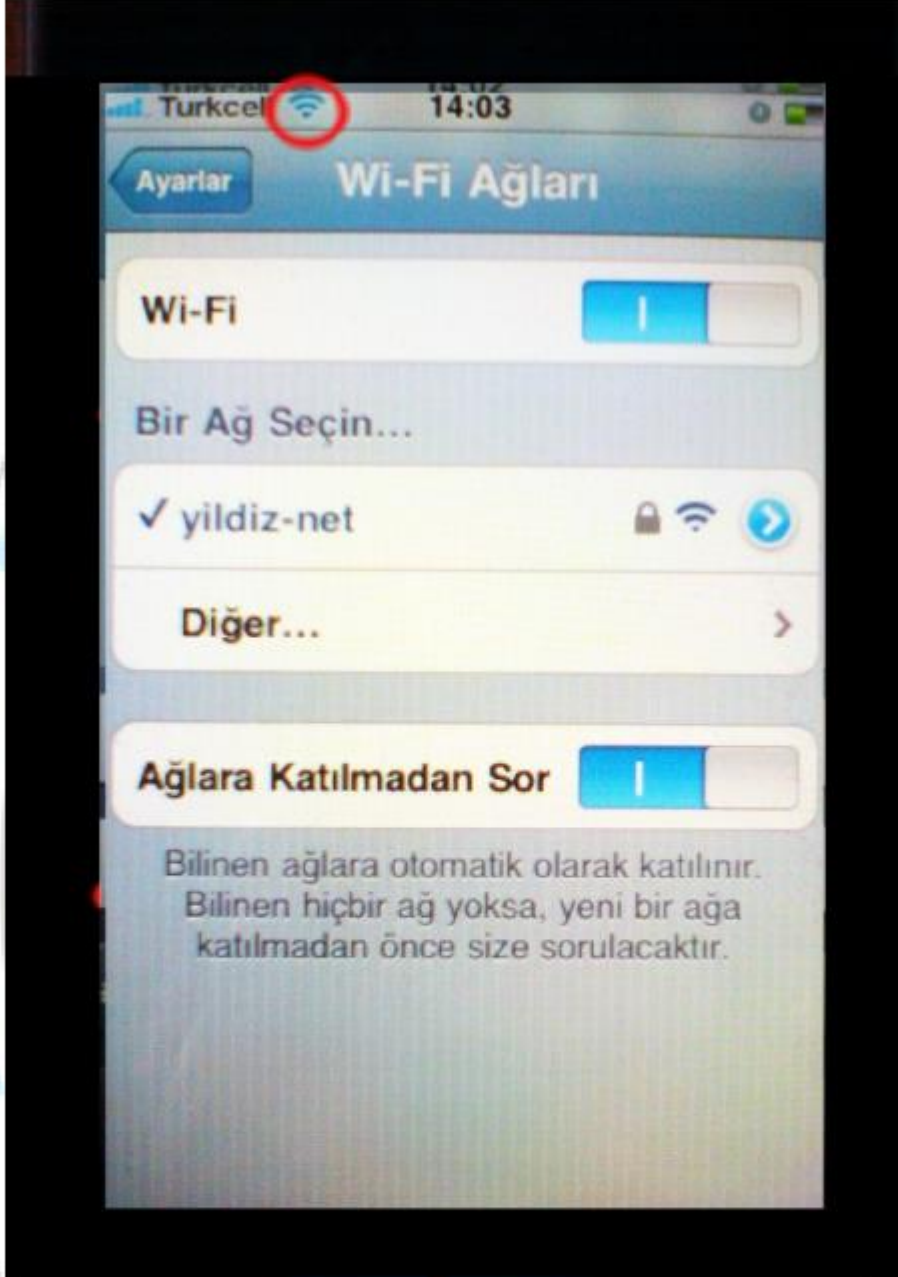 Turkcel 14:03
Ayarlar Wi-Fi Ağları
Wi-Fi
Bir Ağ Seçin...
✓ yildiz-net
Diğer...
Ağlara Katılmadan Sor
Bilinen ağlara otomatik olarak katılınır.
Bilinen hiçbir ağ yoksa, yeni bir ağa
katılmadan önce size sorulacaktır.